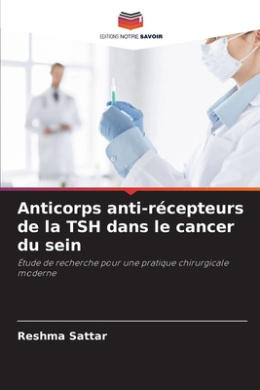 EDITIONS NOTRE SAVOIR
Anticorps anti-récepteurs
de la TSH dans le cancer
du sein
Étude de recherche pour une pratique chirurgicale
moderne
Reshma Sattar